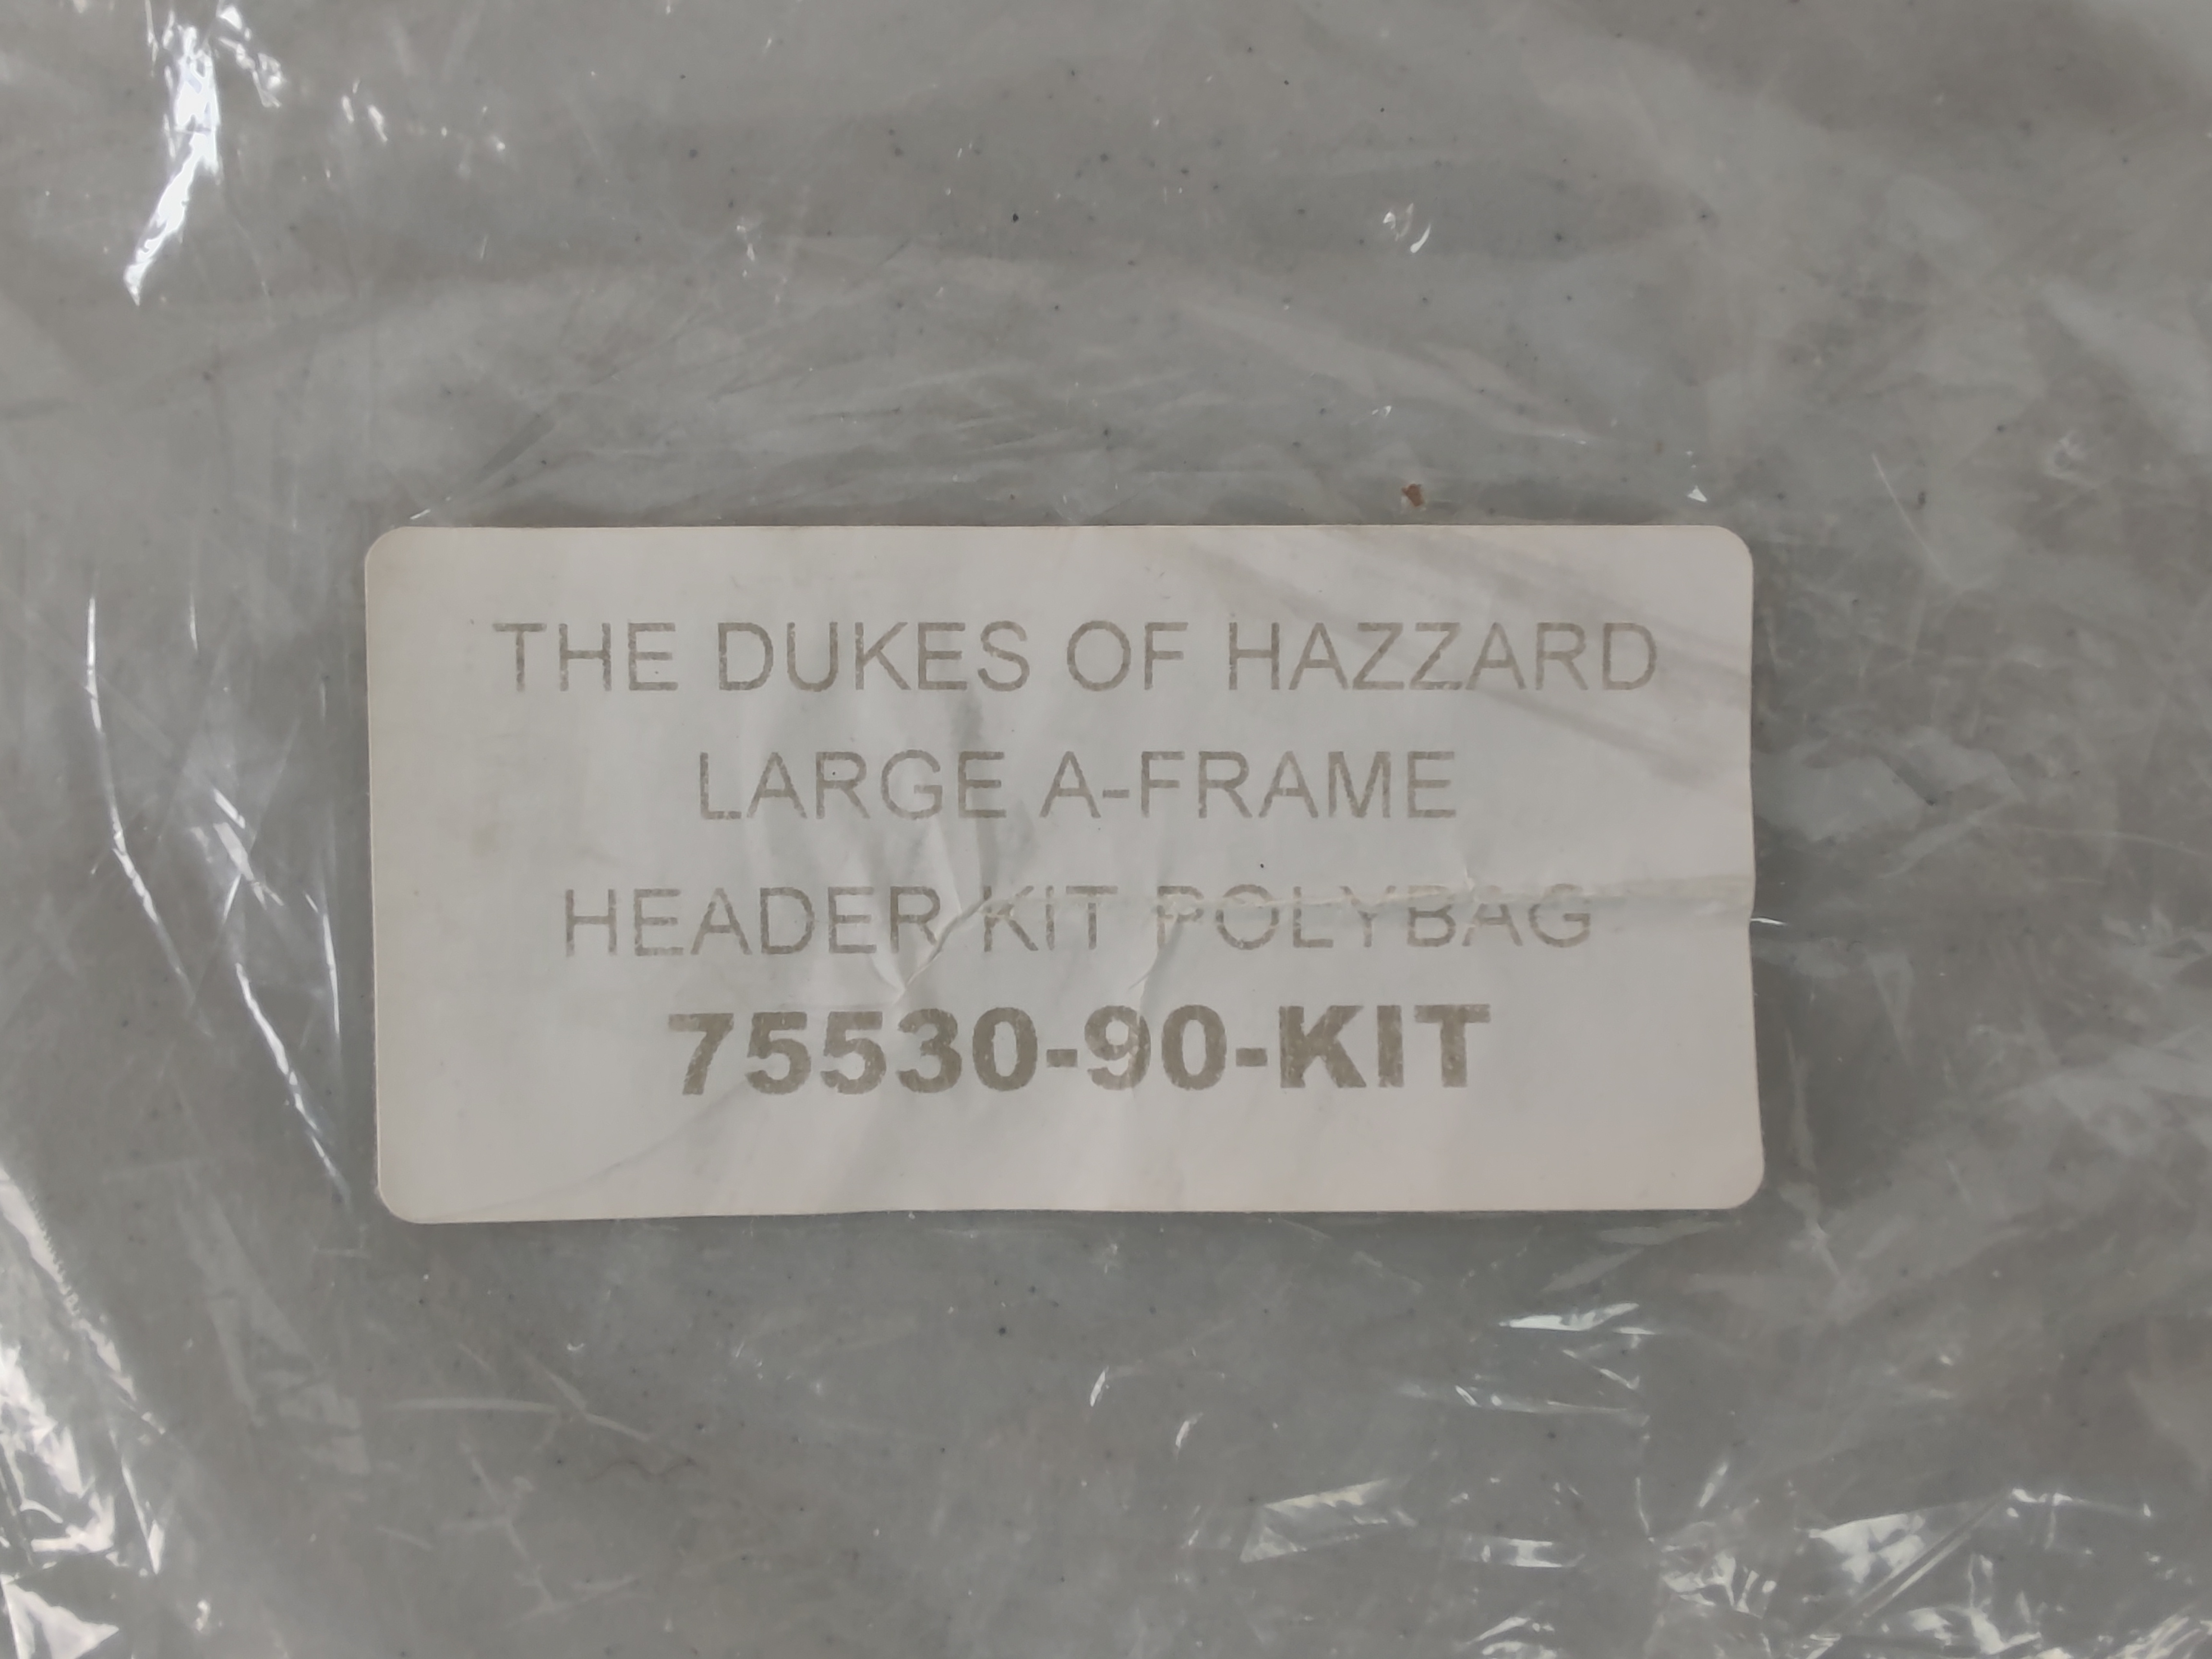 THE DUKES OF HAZZARD
LARGE A-FRAME
HEADER KIT POLYBAG
75530-90-KIT